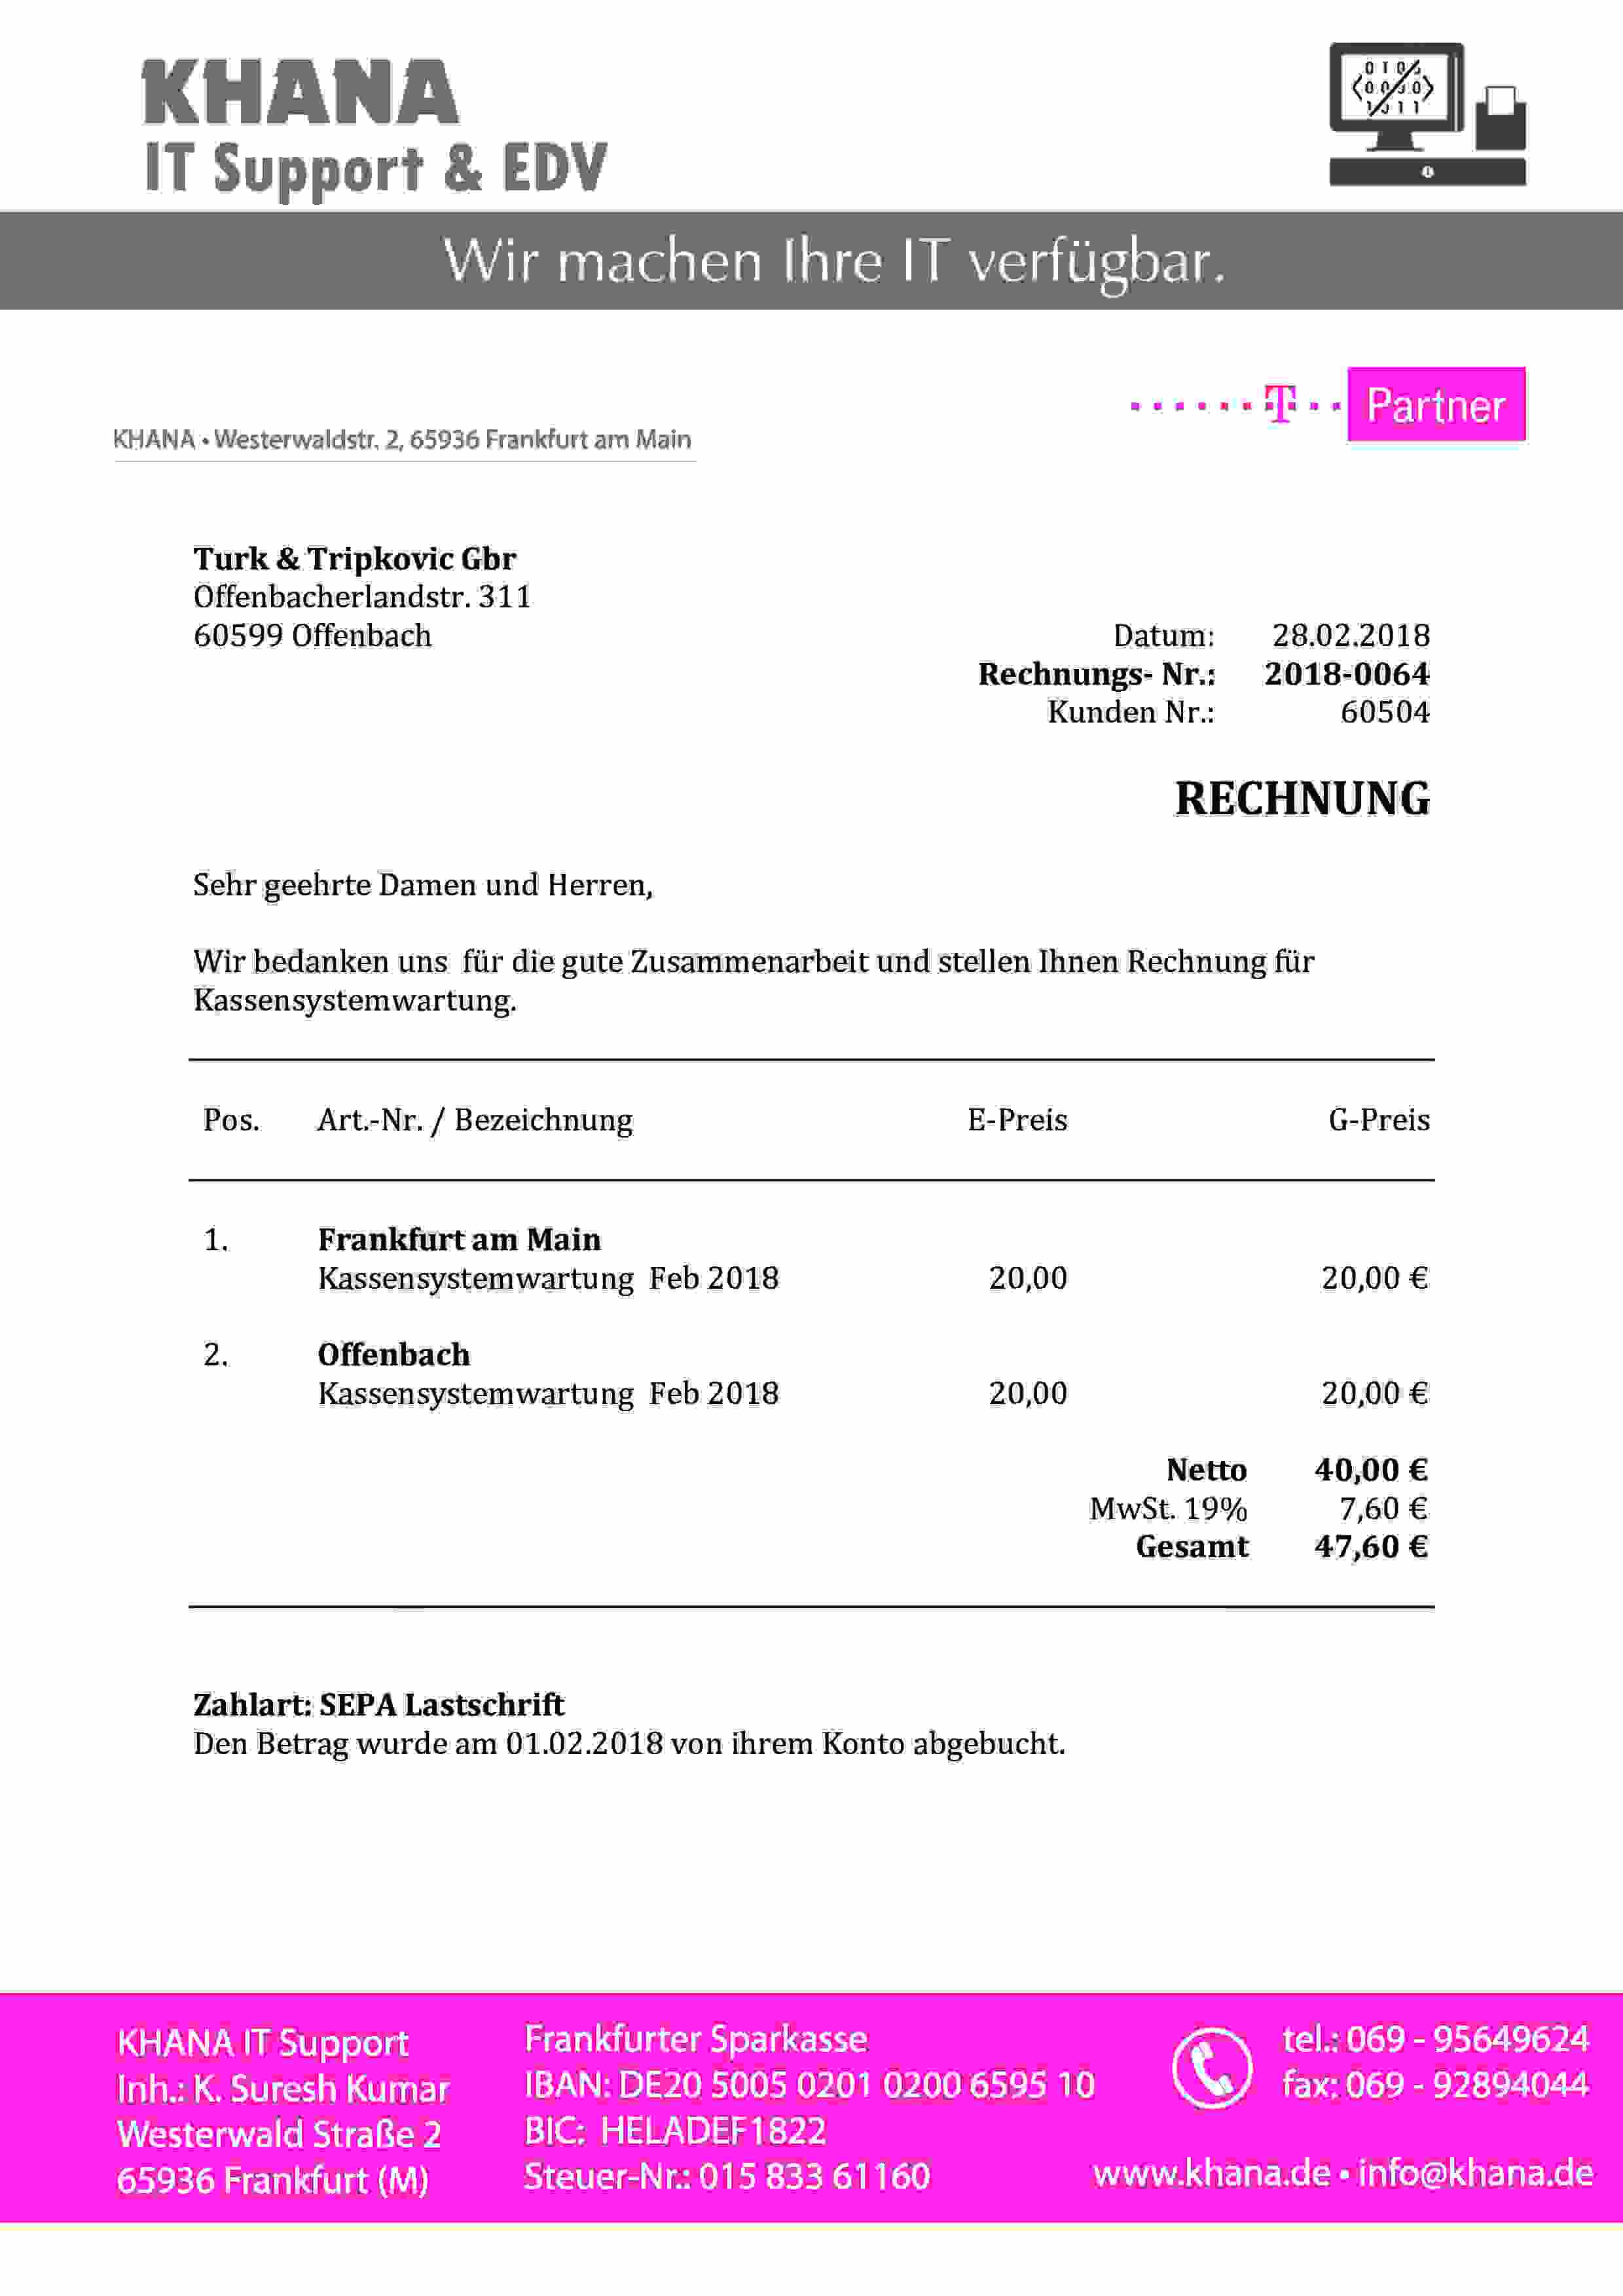 KHANA
IT Support & EDV
Wir machen Ihre IT verfügbar.
T Partner
KHANA • Westerwaldstr. 2, 65936 Frankfurt am Main
Turk & Tripkovic Gbr
Offenbacherlandstr. 311
60599 Offenbach
Datum: 28.02.2018
Rechnungs- Nr.: 2018-0064
Kunden Nr.: 60504
RECHNUNG
Sehr geehrte Damen und Herren,
Wir bedanken uns für die gute Zusammenarbeit und stellen Ihnen Rechnung für
Kassensystemwartung.
Pos. Art.-Nr. / Bezeichnung E-Preis G-Preis
1. Frankfurt am Main
Kassensystemwartung Feb 2018 20,00 20,00 €
2. Offenbach
Kassensystemwartung Feb 2018 20,00 20,00 €
Netto 40,00 €
MwSt. 19% 7,60 €
Gesamt 47,60 €
Zahlart: SEPA Lastschrift
Den Betrag wurde am 01.02.2018 von ihrem Konto abgebucht.
KHANA IT Support
Inh.: K. Suresh Kumar
Westerwald Straße 2
65936 Frankfurt (M)
Frankfurter Sparkasse
IBAN: DE20 5005 0201 0200 6595 10
BIC: HELADEF1822
Steuer-Nr.: 015 833 61160
tel.: 069 - 95649624
fax: 069 - 92894044
www.khana.de • info@khana.de